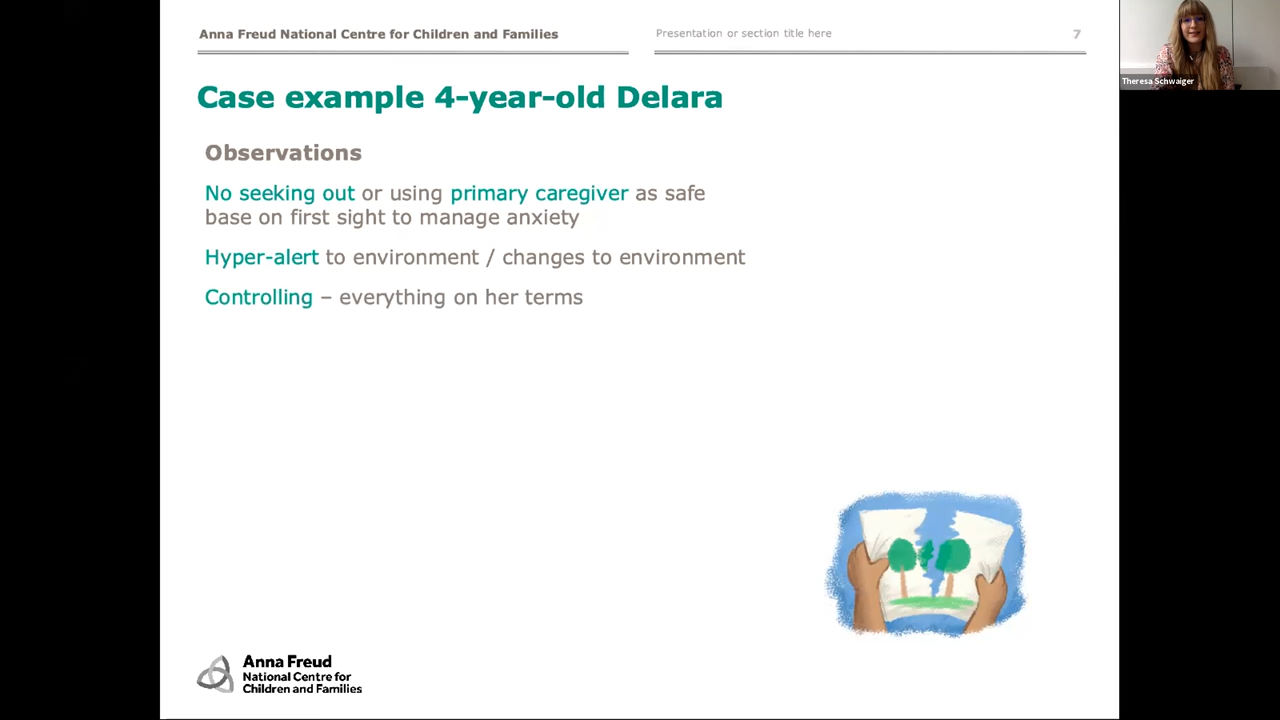 Anna Freud National Centre for Children and Families
Presentation or section title here
7
Theresa Schwaiger
Case example 4-year-old Delara
Observations
No seeking out or using primary caregiver as safe
base on first sight to manage anxiety
Hyper-alert to environment / changes to environment
Controlling – everything on her terms
Anna Freud
National Centre for
Children and Families